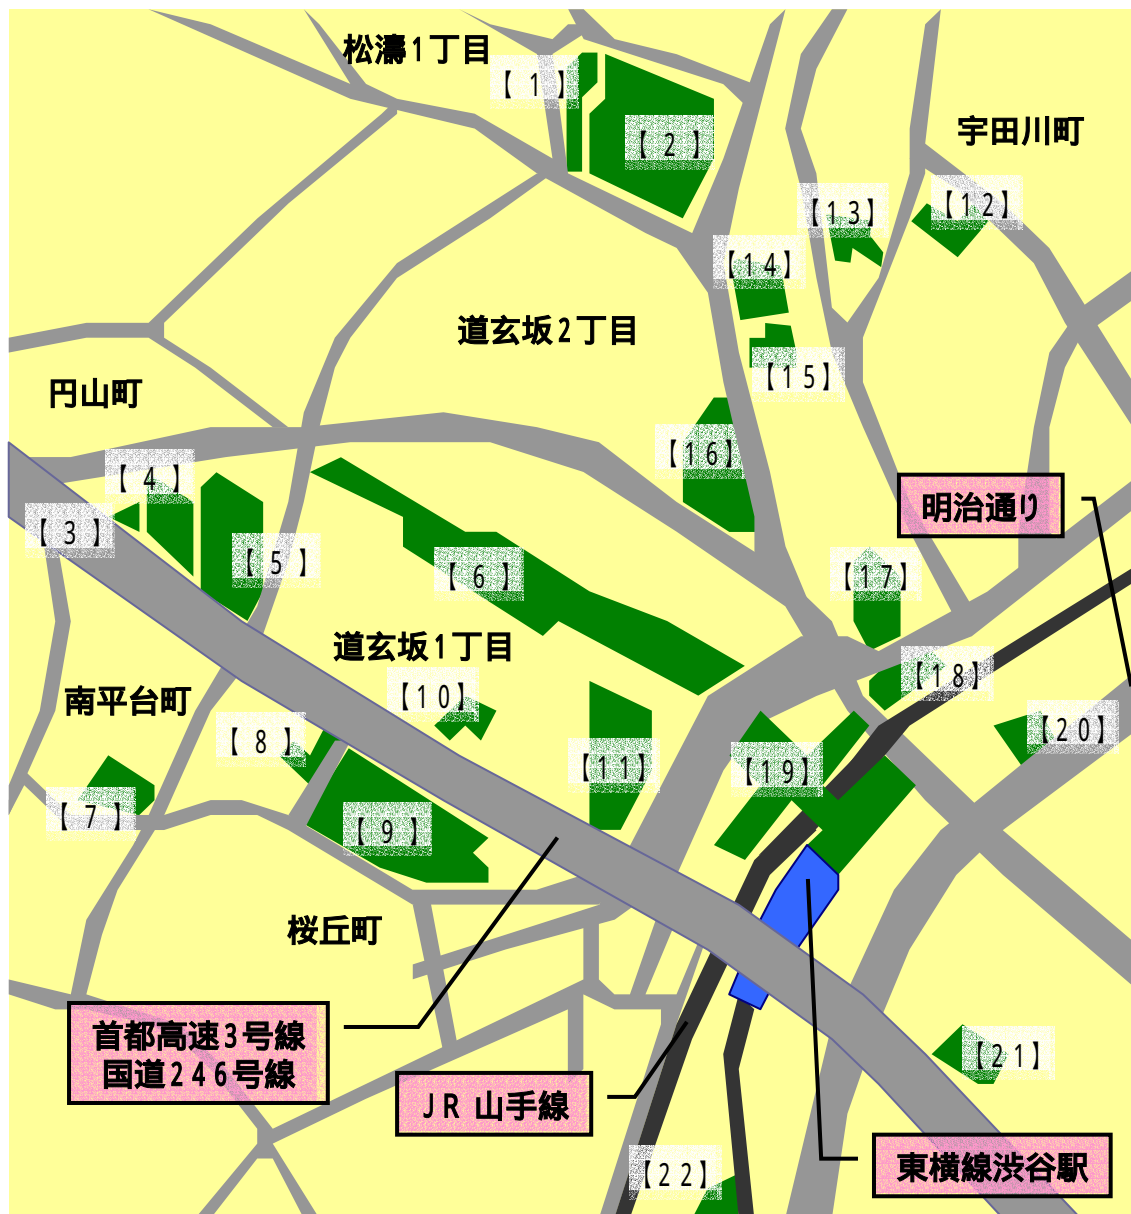 松濤1丁目
【1】
【2】
宇田川町
【12】
【13】
【14】
道玄坂2丁目
【15】
円山町
【16】
【4】
明治通り
【3】
【5】
【6】
【17】
道玄坂1丁目
【18】
南平台町
【10】
【20】
【8】
【11】
【19】
【7】
【9】
桜丘町
首都高速3号線
国道246号線
【21】
JR 山手線
東横線渋谷駅
【22】